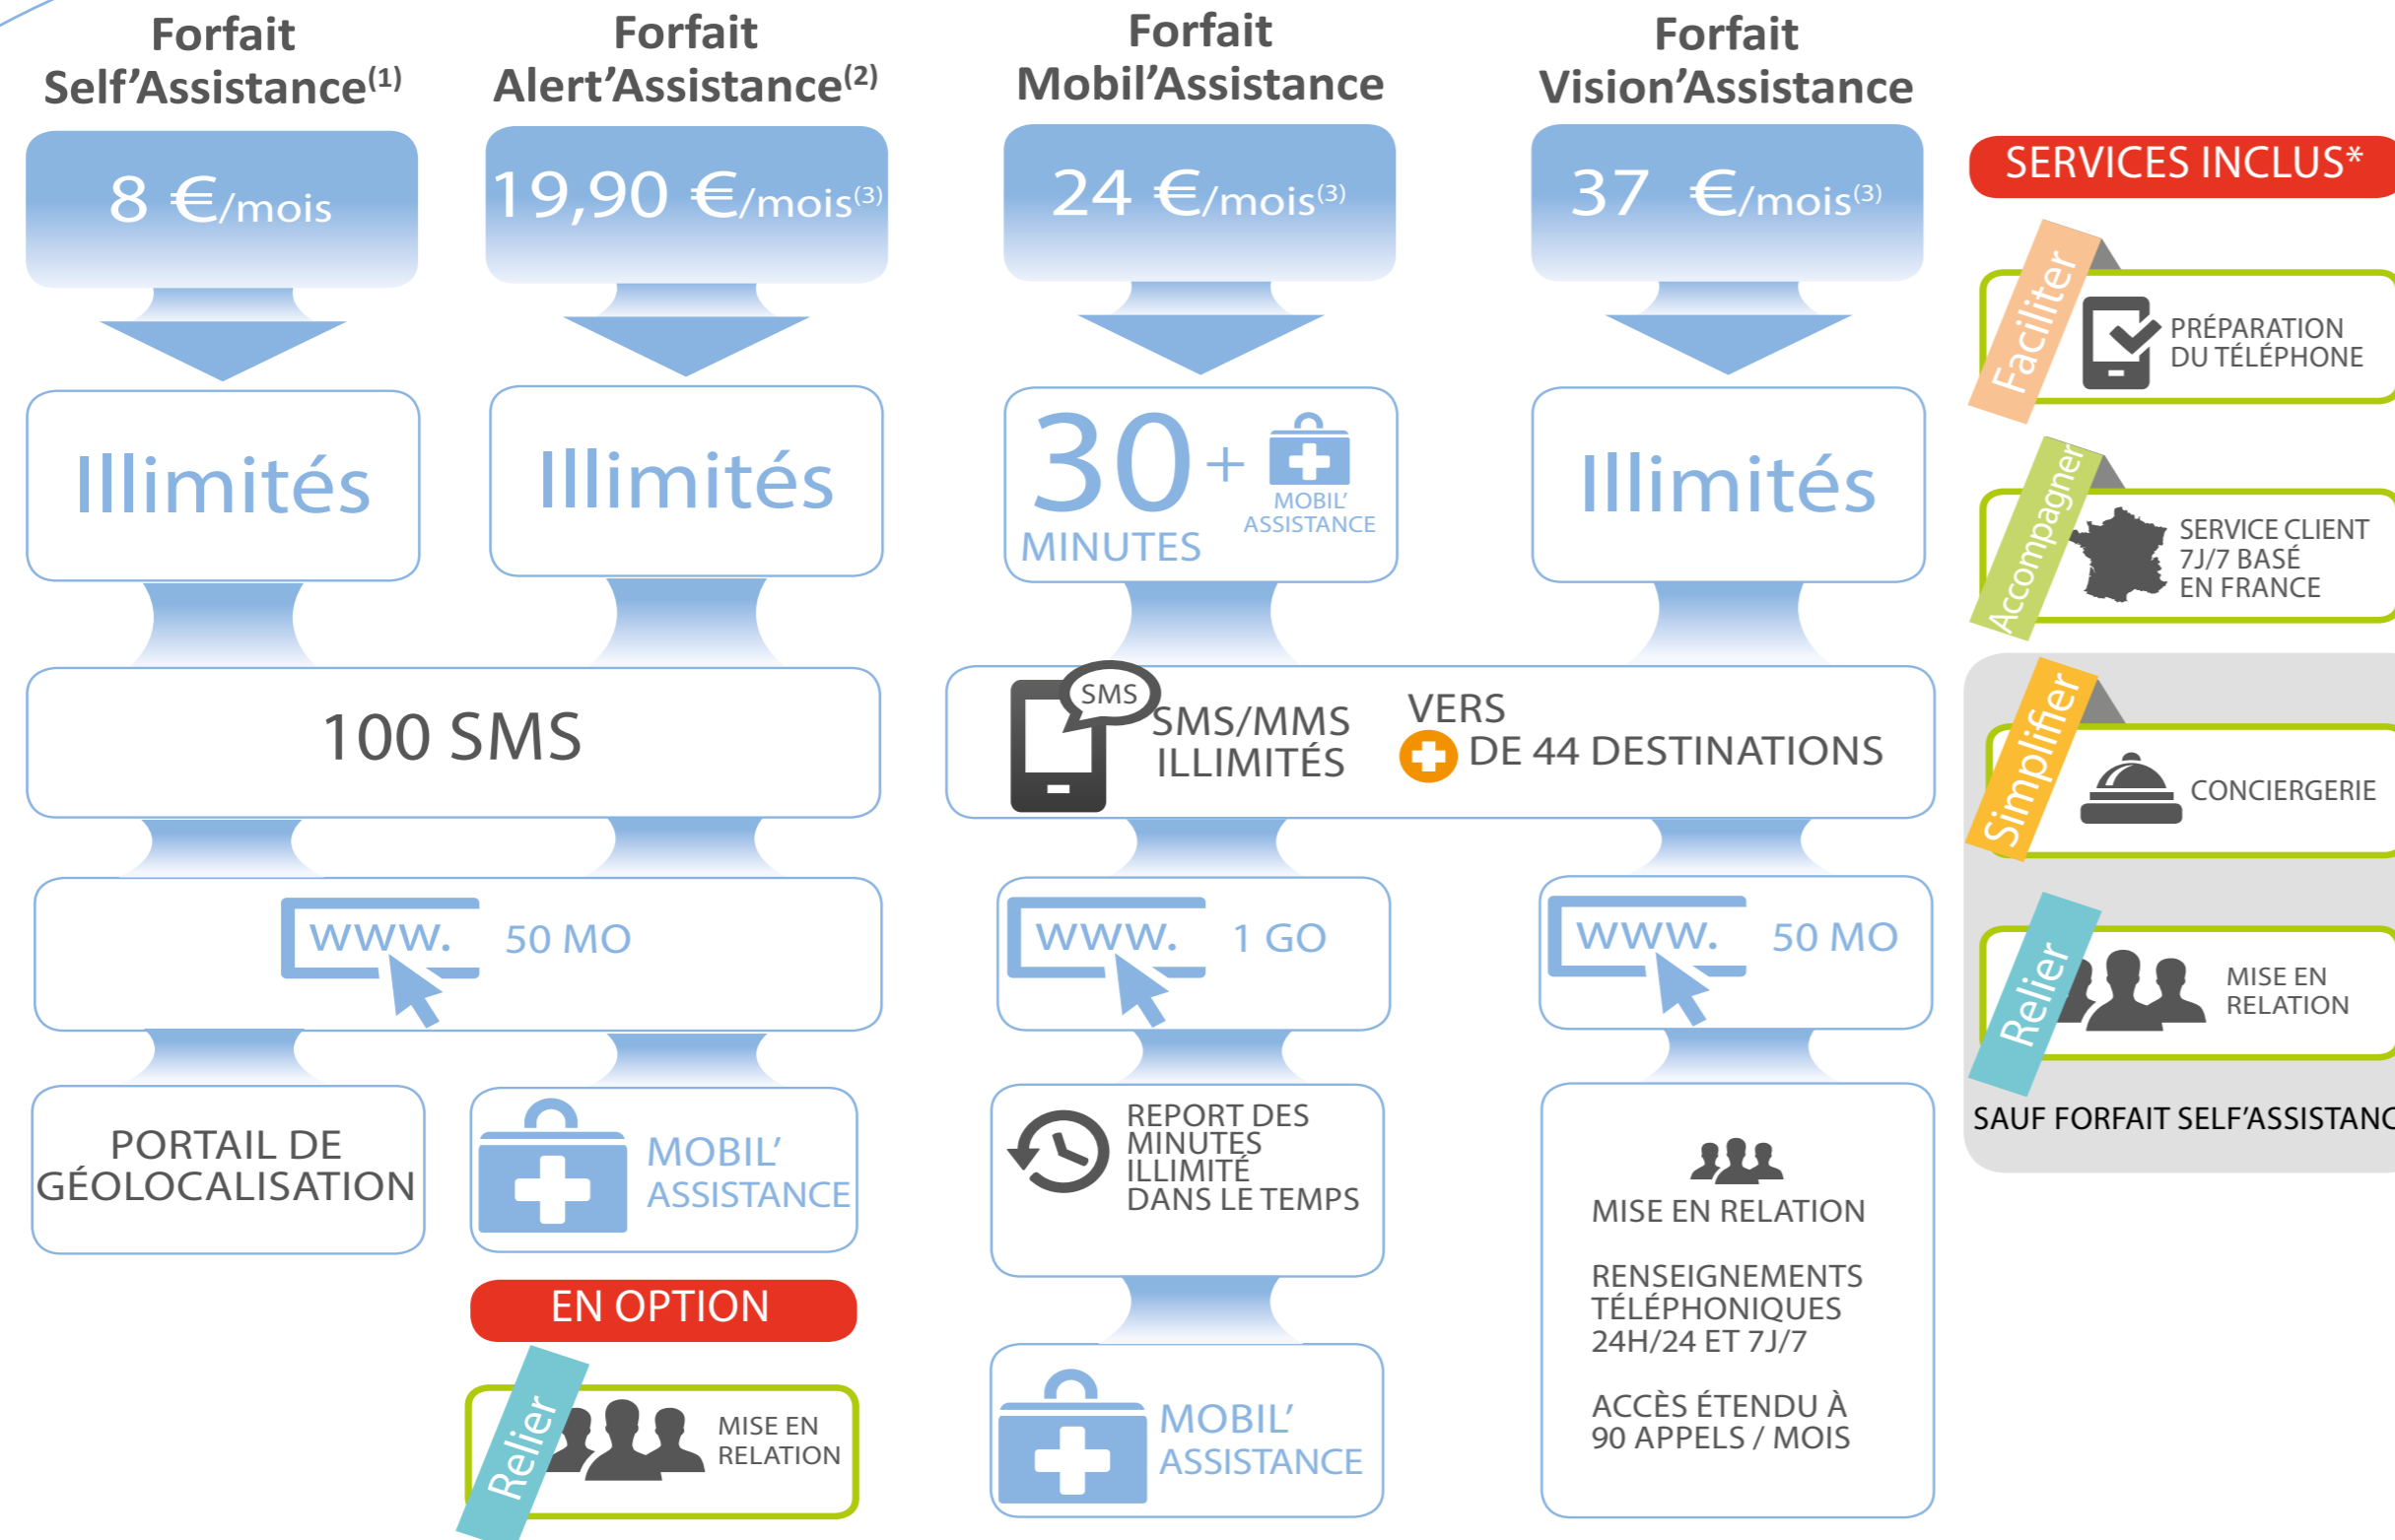 Forfait
Self’Assistance(1)
8 €/mois
Illimités
Forfait
Alert’Assistance(2)
19,90 €/mois(3)
Illimités
100 SMS
www. 50 MO
PORTAIL DE
GÉOLOCALISATION
MOBIL’
ASSISTANCE
EN OPTION
Relier
MISE EN
RELATION
Forfait
Mobil’Assistance
24 €/mois(3)
30 +
MINUTES
MOBIL’
ASSISTANCE
Forfait
Vision’Assistance
37 €/mois(3)
Illimités
SMS
SMS/MMS
ILLIMITÉS
VERS
+ DE 44 DESTINATIONS
www. 1 GO
REPORT DES
MINUTES
ILLIMITÉ
DANS LE TEMPS
MOBIL’
ASSISTANCE
www. 50 MO
MISE EN RELATION
RENSEIGNEMENTS
TÉLÉPHONIQUES
24H/24 ET 7J/7
ACCÈS ÉTENDU À
90 APPELS / MOIS
SERVICES INCLUS*
Faciliter
PRÉPARATION
DU TÉLÉPHONE
Accompagner
SERVICE CLIENT
7J/7 BASÉ
EN FRANCE
Simplifier
CONCIERGERIE
Relier
MISE EN
RELATION
SAUF FORFAIT SELF’ASSISTANC